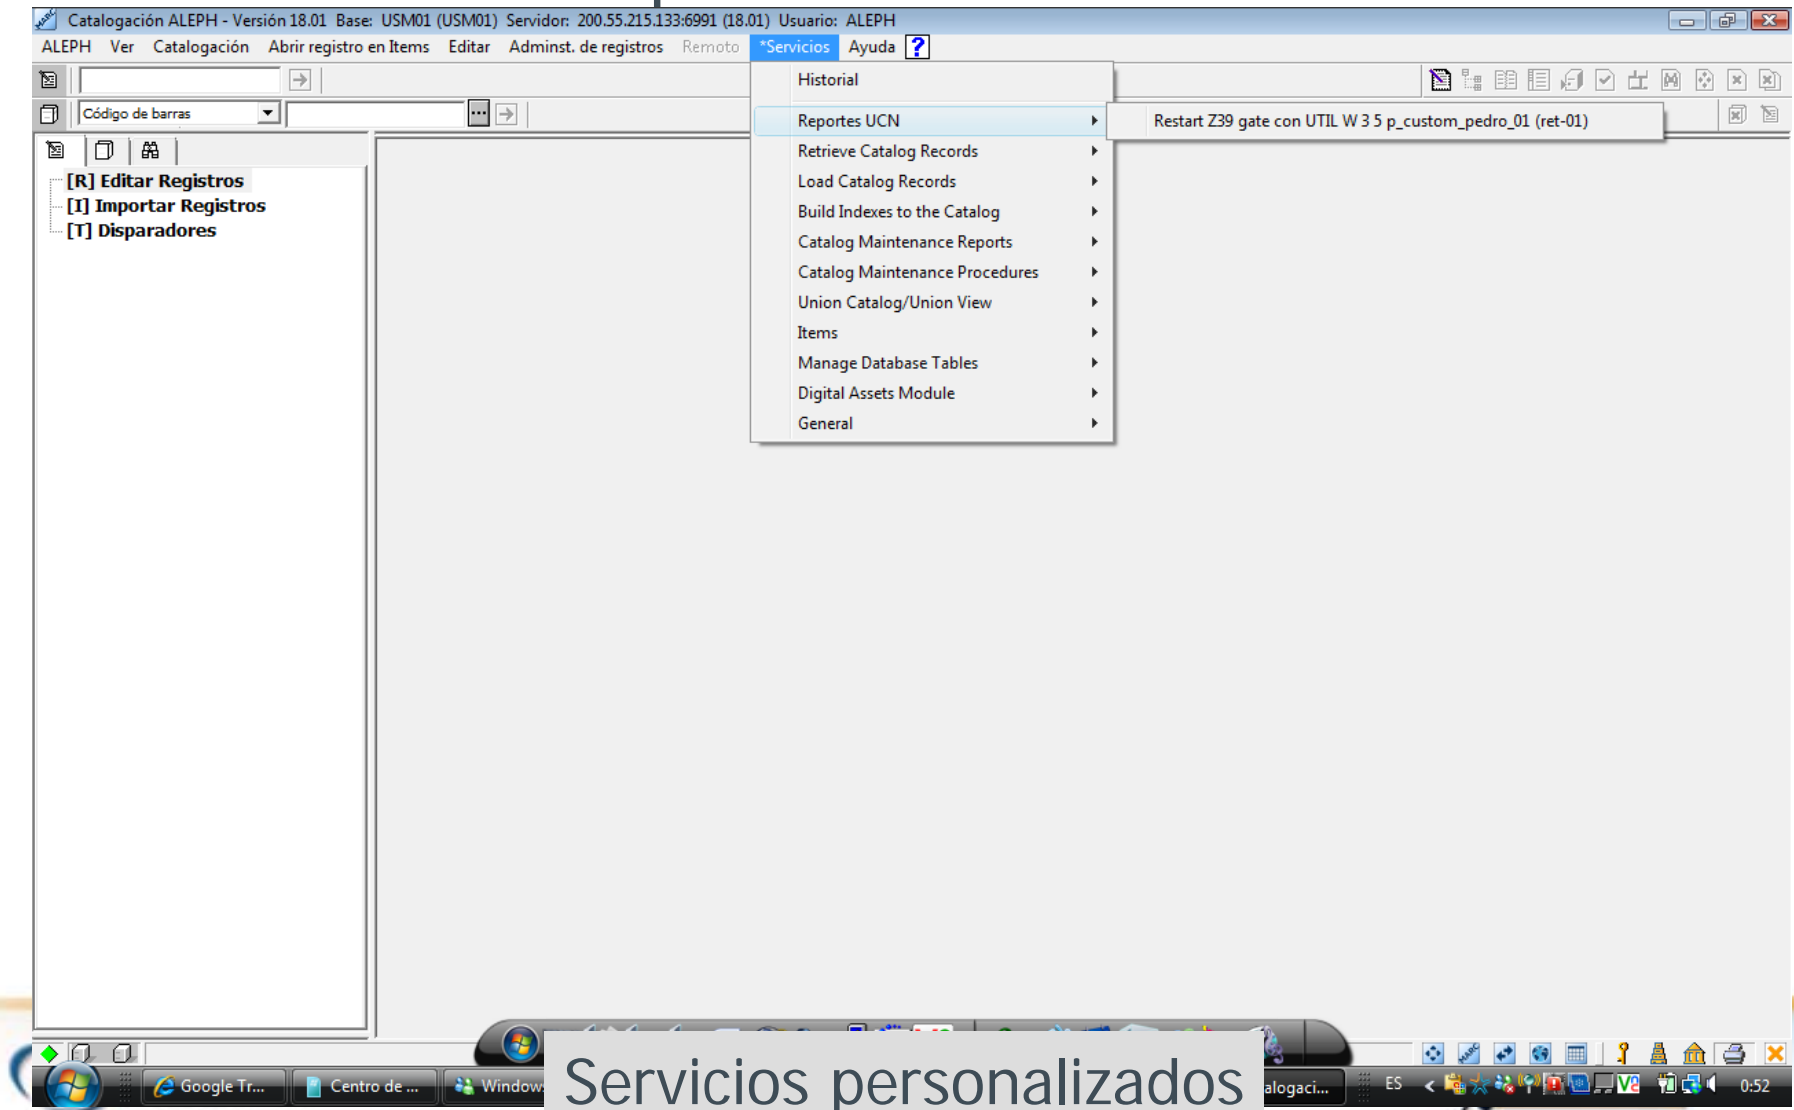 Catalogación ALEPH - Versión 18.01 Base: USM01 (USM01) Servidor: 200.55.215.133:6991 (18.01) Usuario: ALEPH
ALEPH Ver Catalogación Abrir registro en Items Editar Adminst. de registros Remoto *Servicios Ayuda ?
Historial
Código de barras
Reportes UCN
Restart Z39 gate con UTIL W 3 5 p_custom_pedro_01 (ret-01)
Retrieve Catalog Records
Load Catalog Records
Build Indexes to the Catalog
Catalog Maintenance Reports
Catalog Maintenance Procedures
Union Catalog/Union View
Items
Manage Database Tables
Digital Assets Module
General
[R] Editar Registros
[I] Importar Registros
[T] Disparadores
Google Tr...
Centro de ...
Window
Servicios personalizados
alogaci...
ES
0:52